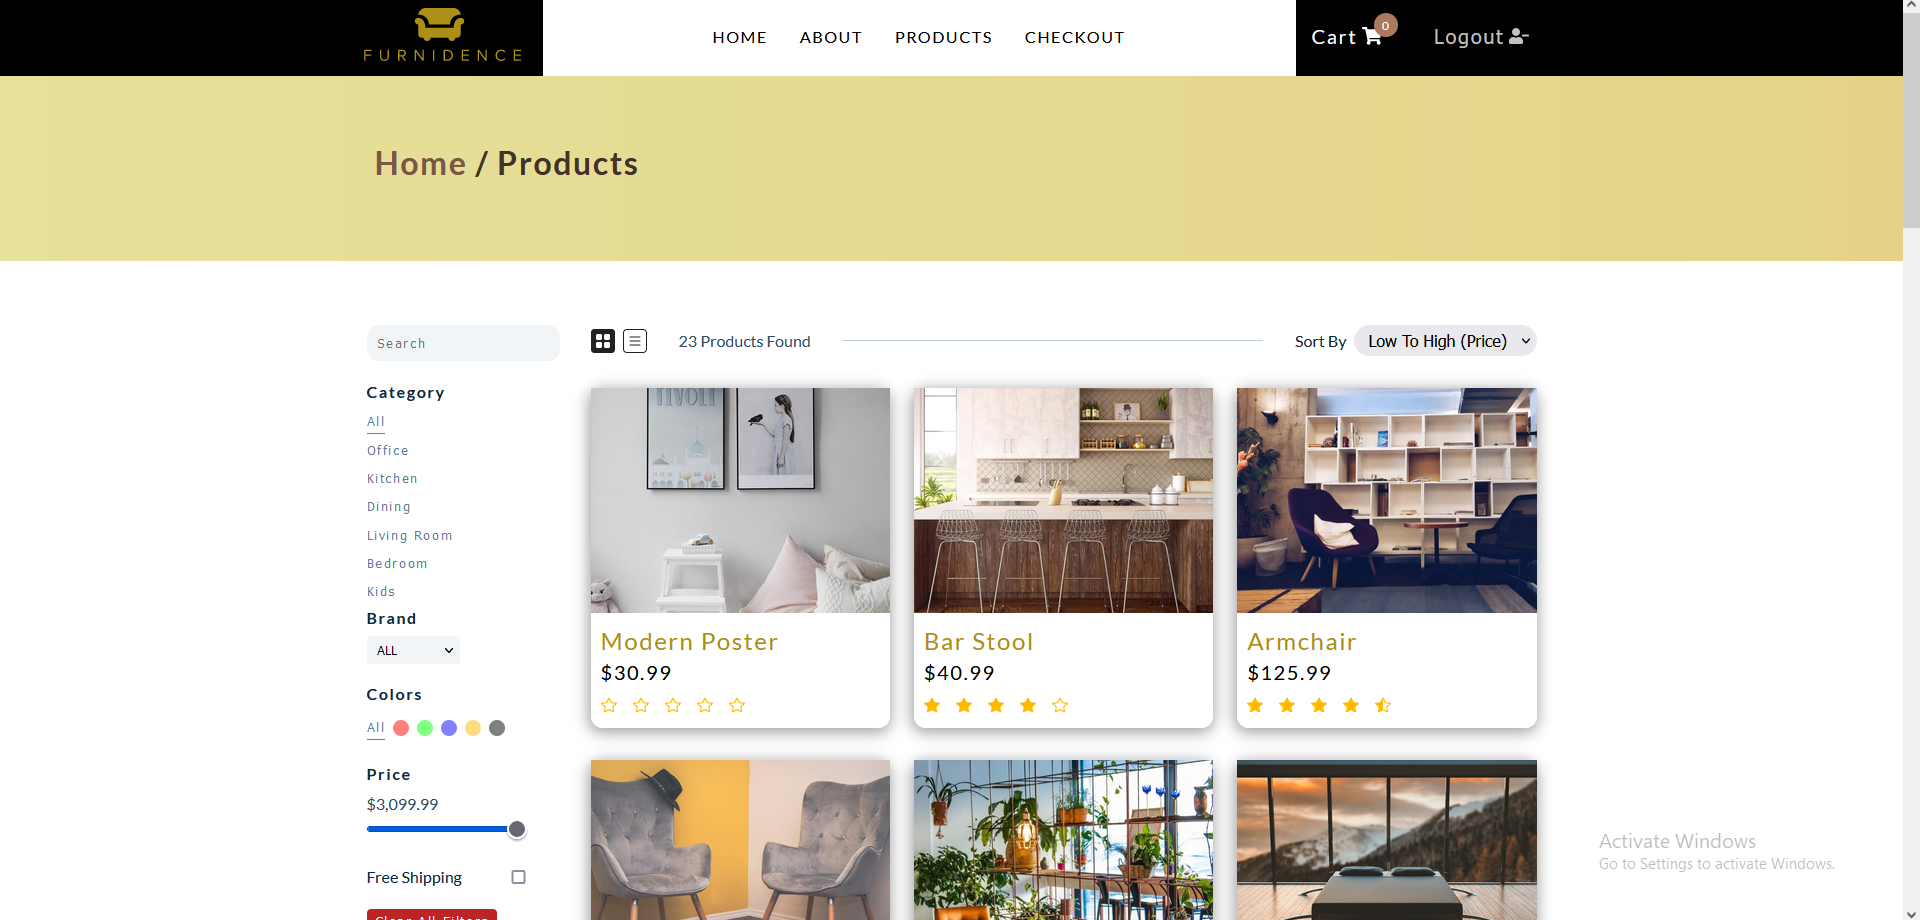 FURNIDENCE
HOME ABOUT PRODUCTS CHECKOUT
Cart 0
Logout
Home / Products
Search
23 Products Found
Sort By Low To High (Price)
Category
All
Office
Kitchen
Dining
Living Room
Bedroom
Kids
Brand
ALL
Colors
All
Price
$3,099.99
Free Shipping
Clear All Filters
TIVOLI
Modern Poster
$30.99
Bar Stool
$40.99
Armchair
$125.99
Activate Windows
Go to Settings to activate Windows.